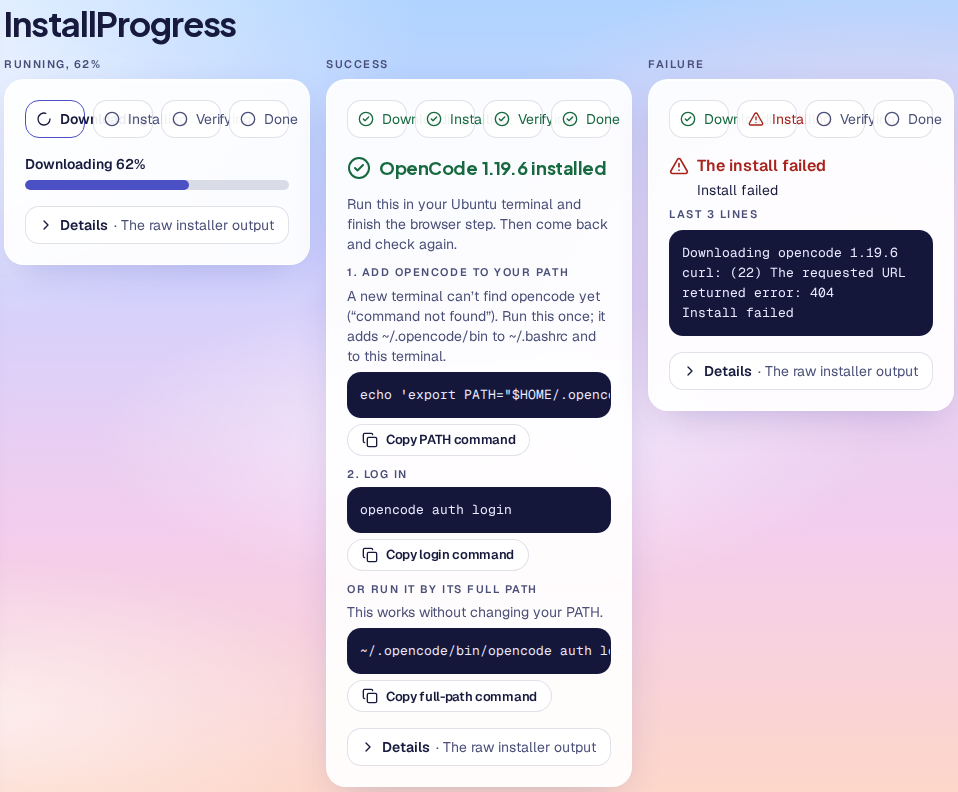 InstallProgress
RUNNING, 62%
Down
Insta
Verify
Done
Downloading 62%
Details · The raw installer output
SUCCESS
Down
Insta
Verify
Done
OpenCode 1.19.6 installed
Run this in your Ubuntu terminal and
finish the browser step. Then come back
and check again.
1. ADD OPENCODE TO YOUR PATH
A new terminal can't find opencode yet
(“command not found”). Run this once; it
adds ~/.opencode/bin to ~/.bashrc and
to this terminal.
echo 'export PATH="$HOME/.openc
Copy PATH command
2. LOG IN
opencode auth login
Copy login command
OR RUN IT BY ITS FULL PATH
This works without changing your PATH.
~/.opencode/bin/opencode auth l
Copy full-path command
Details · The raw installer output
FAILURE
Down
Insta
Verify
Done
The install failed
Install failed
LAST 3 LINES
Downloading opencode 1.19.6
curl: (22) The requested URL
returned error: 404
Install failed
Details · The raw installer output